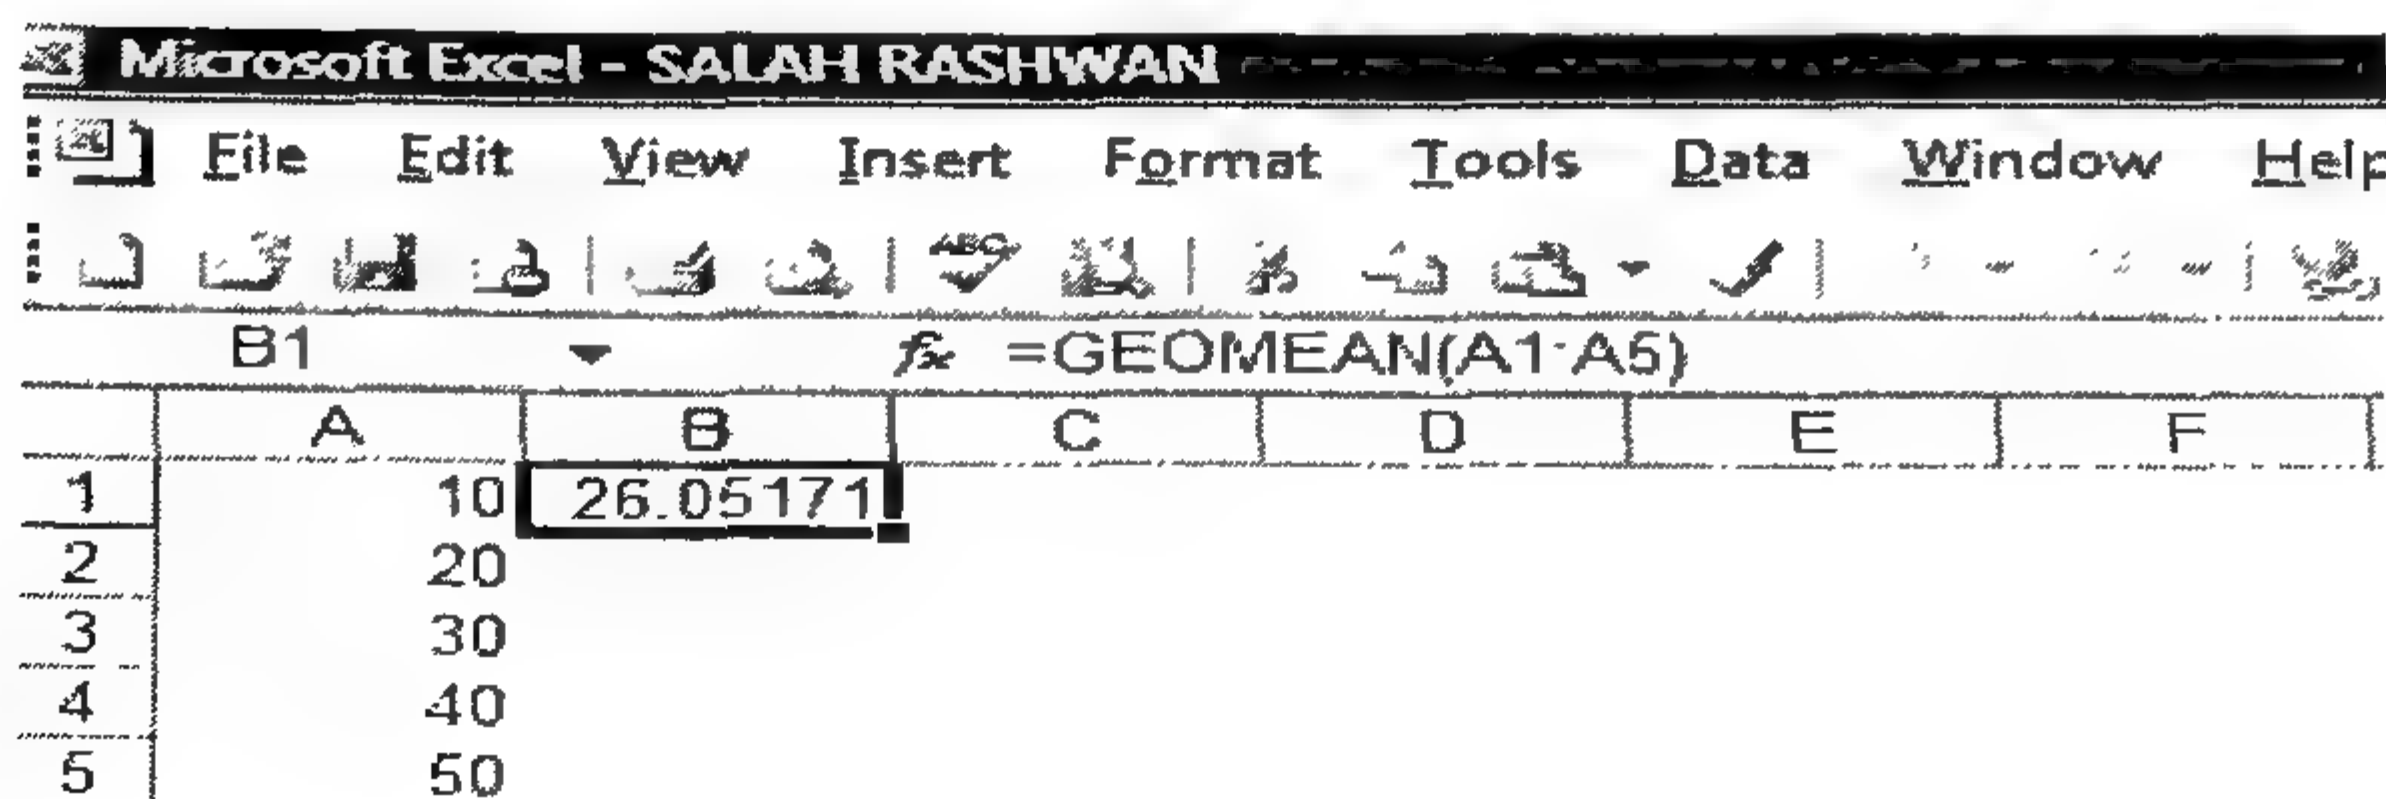 Microsoft Excel - SALAH RASHWAN
File Edit View Insert Format Tools Data Window Help
ABC
B1 fx =GEOMEAN(A1:A5)
A B C D E F
1 10 26.05171
2 20
3 30
4 40
5 50